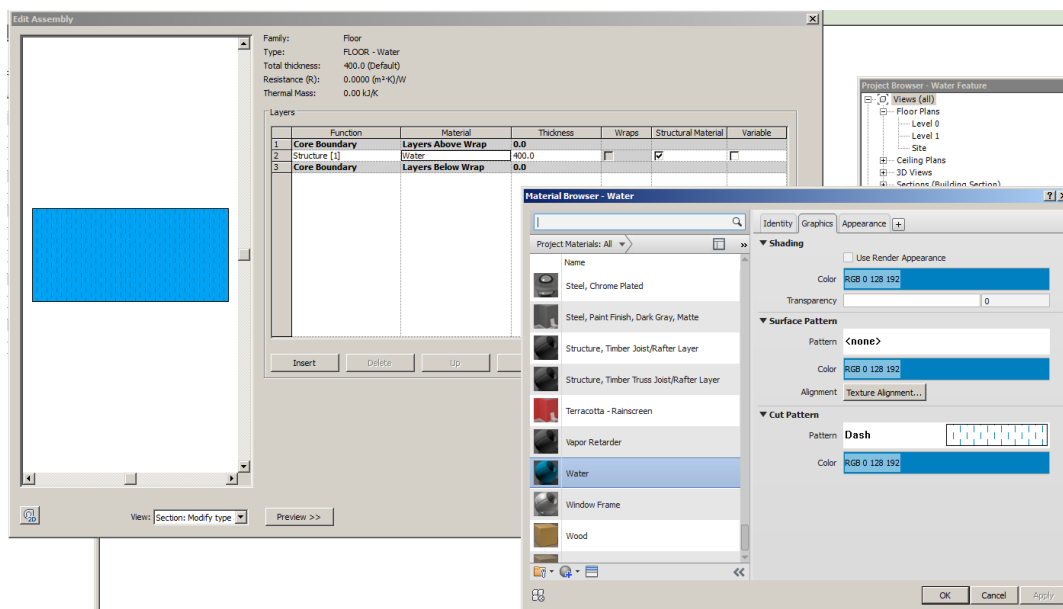 Edit Assembly
Family: Floor
Type: FLOOR - Water
Total thickness: 400.0 (Default)
Resistance (R): 0.0000 (m²·K)/W
Thermal Mass: 0.00 kJ/K
Layers
Function Material Thickness Wraps Structural Material Variable
1 Core Boundary Layers Above Wrap 0.0
2 Structure [1] Water 400.0
3 Core Boundary Layers Below Wrap 0.0
Insert Delete Up
View: Section: Modify type Preview >>
2D
Project Browser - Water Feature
Views (all)
Floor Plans
Level 0
Level 1
Site
Ceiling Plans
3D Views
Sections (Building Section)
Material Browser - Water
Project Materials: All
Name
Steel, Chrome Plated
Steel, Paint Finish, Dark Gray, Matte
Structure, Timber Joist/Rafter Layer
Structure, Timber Truss Joist/Rafter Layer
Terracotta - Rainscreen
Vapor Retarder
Water
Window Frame
Wood
Identity Graphics Appearance
Shading
Use Render Appearance
Color RGB 0 128 192
Transparency 0
Surface Pattern
Pattern <none>
Color RGB 0 128 192
Alignment Texture Alignment...
Cut Pattern
Pattern Dash
Color RGB 0 128 192
OK Cancel Apply